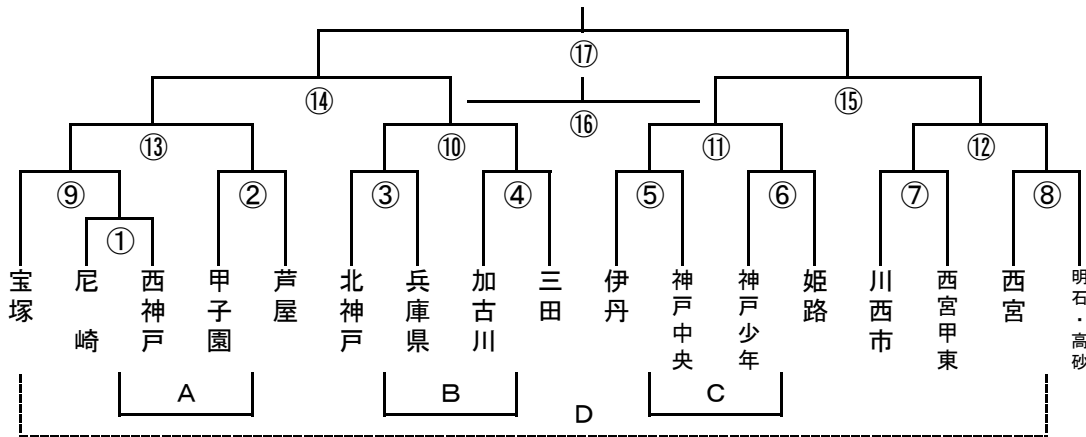 ⑰
⑭
⑮
⑯
⑬
⑩
⑪
⑫
⑨
②
③
④
⑤
⑥
⑦
⑧
①
宝塚
尼崎
西神戸
甲子園
芦屋
北神戸
兵庫県
加古川
三田
伊丹
神戸中央
神戸少年
姫路
川西市
西宮甲東
西宮
明石・高砂
A
B
C
D